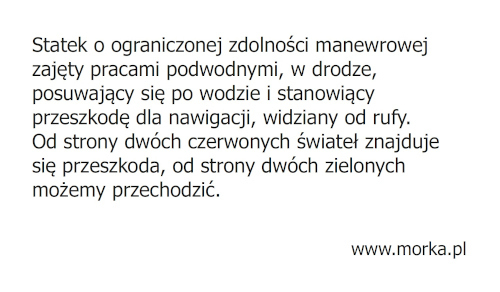 Statek o ograniczonej zdolności manewrowej
zajęty pracami podwodnymi, w drodze,
posuwający się po wodzie i stanowiący
przeszkodę dla nawigacji, widziany od rufy.
Od strony dwóch czerwonych świateł znajduje
się przeszkoda, od strony dwóch zielonych
możemy przechodzić.
www.morka.pl